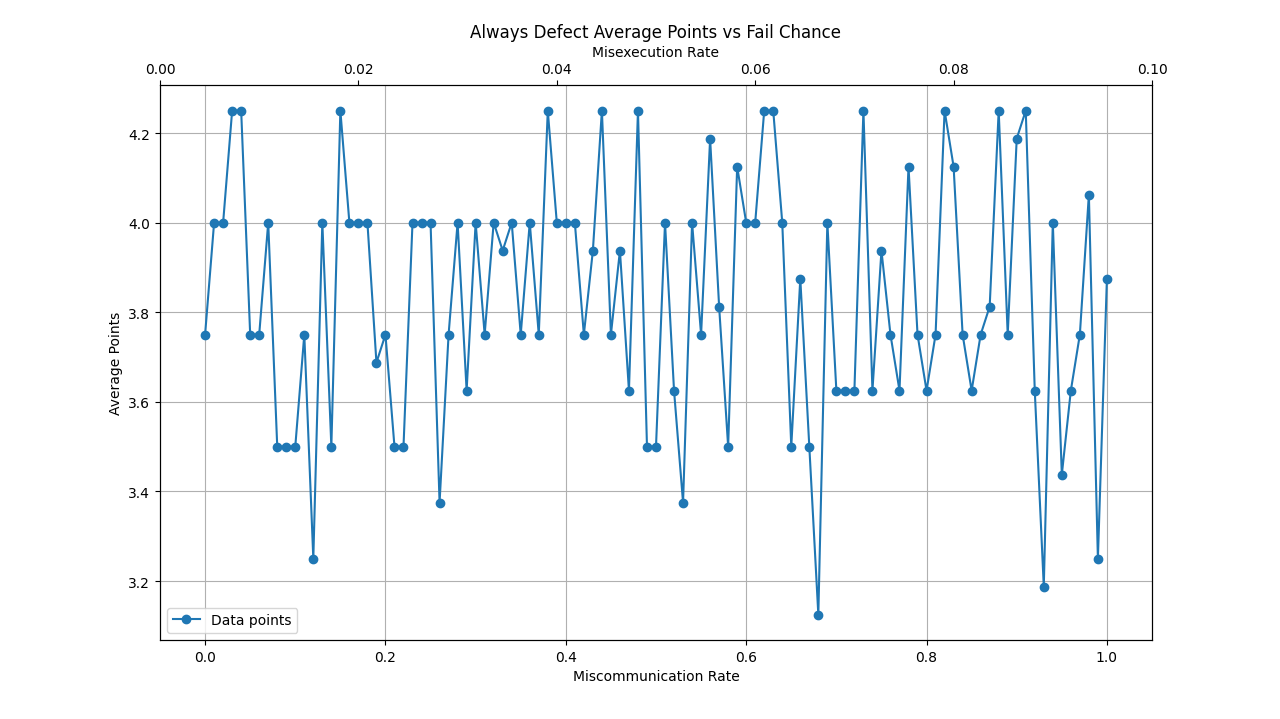 Always Defect Average Points vs Fail Chance
Misexecution Rate
0.00 0.02 0.04 0.06 0.08 0.10
Average Points
4.2
4.0
3.8
3.6
3.4
3.2
Data points
0.0 0.2 0.4 0.6 0.8 1.0
Miscommunication Rate